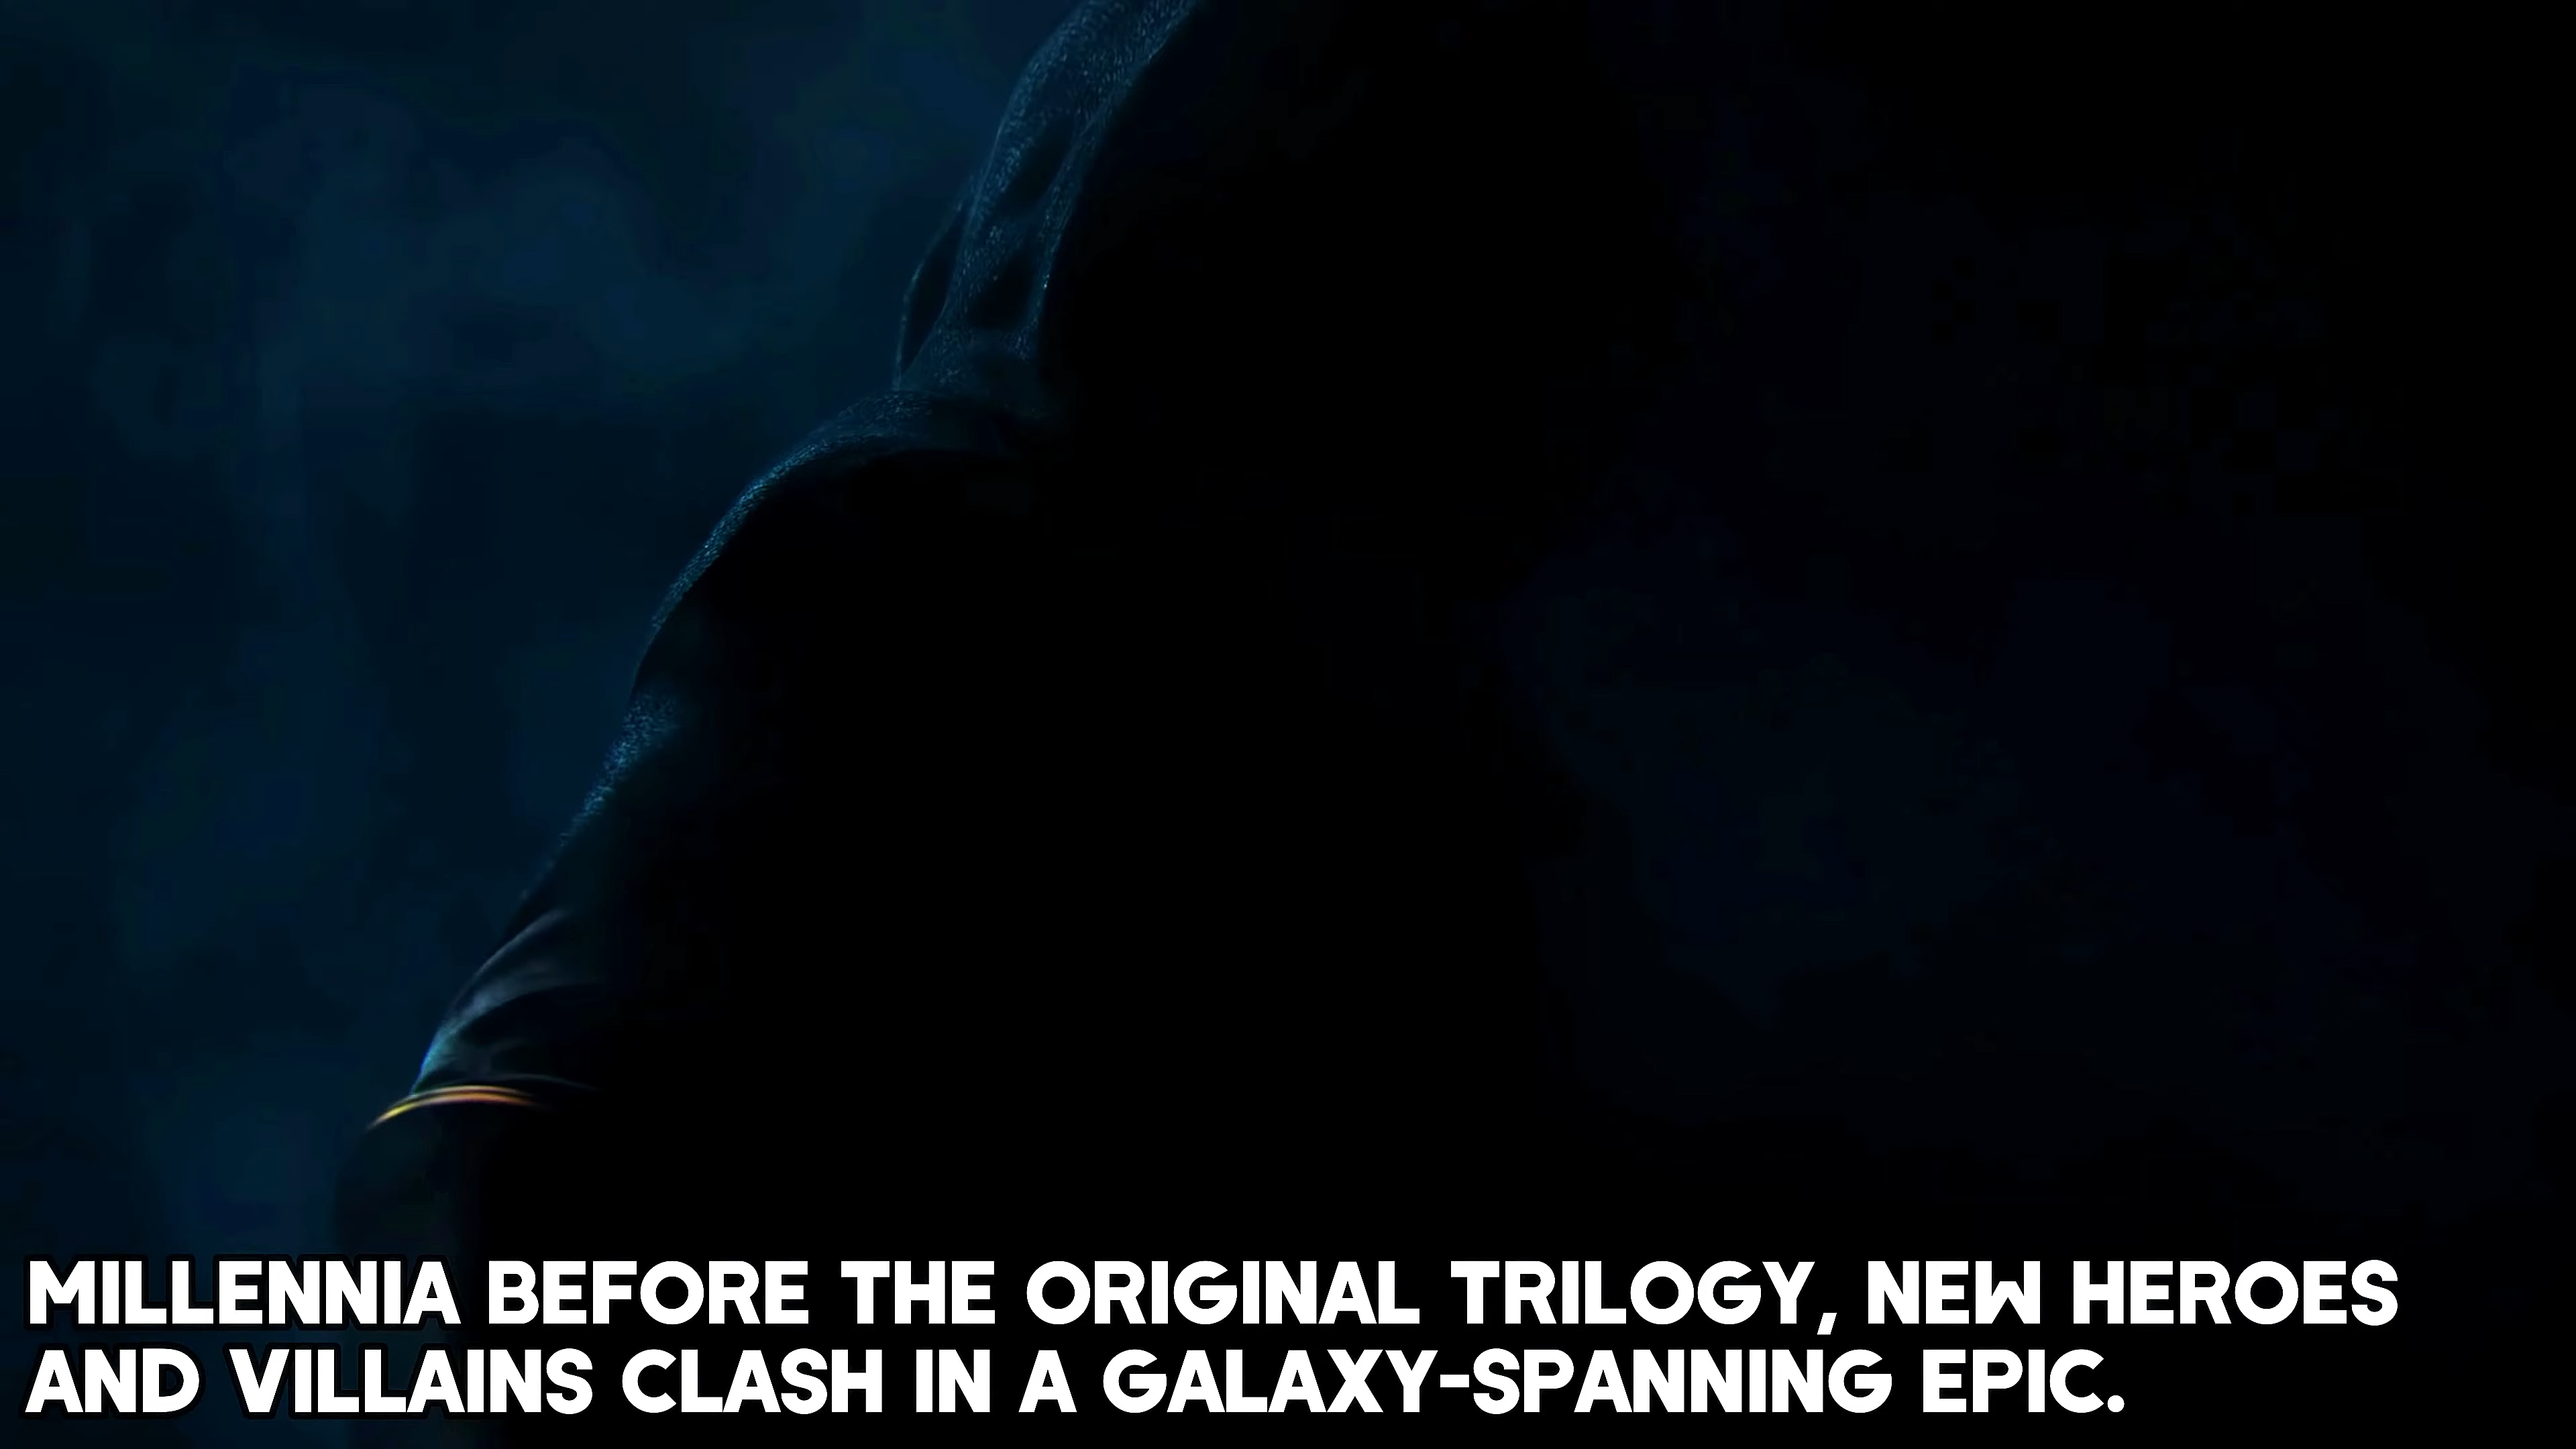 MILLENNIA BEFORE THE ORIGINAL TRILOGY, NEW HEROES
AND VILLAINS CLASH IN A GALAXY-SPANNING EPIC.